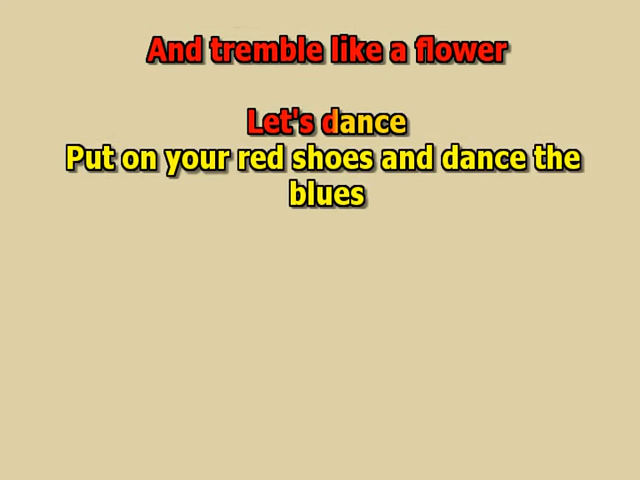 And tremble like a flower
Let's dance
Put on your red shoes and dance the
blues